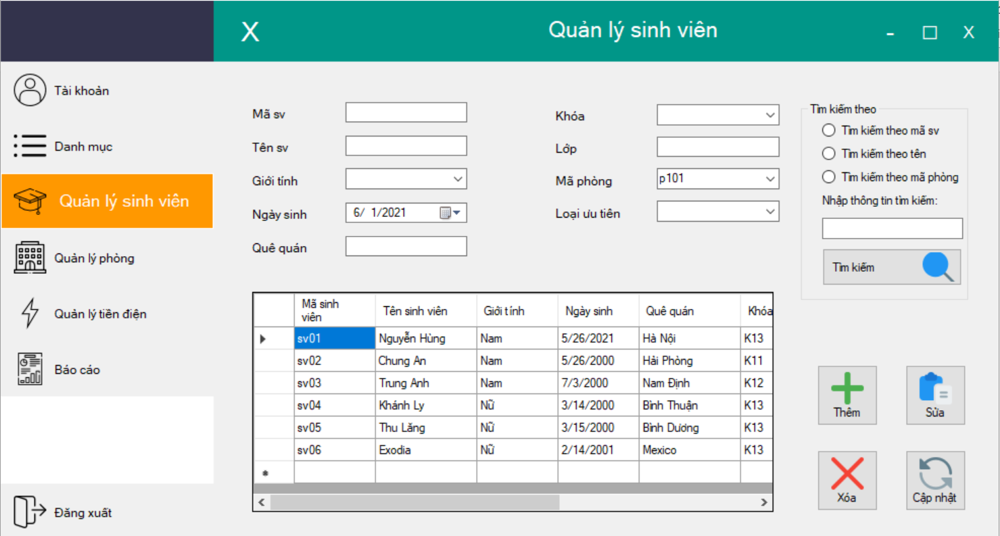 X
Quản lý sinh viên
- □ X
Tài khoản
Danh mục
Quản lý sinh viên
Quản lý phòng
Quản lý tiền điện
Báo cáo
Đăng xuất
Mã sv
Tên sv
Giới tính
Ngày sinh 6/ 1/2021
Quê quán
Khóa
Lớp
Mã phòng p101
Loại ưu tiên
Tìm kiếm theo
Tìm kiếm theo mã sv
Tìm kiếm theo tên
Tìm kiếm theo mã phòng
Nhập thông tin tìm kiếm:
Tìm kiếm
Mã sinh
viên
Tên sinh viên Giới tính Ngày sinh Quê quán Khóa
sv01 Nguyễn Hùng Nam 5/26/2021 Hà Nội K13
sv02 Chung An Nam 5/26/2000 Hải Phòng K11
sv03 Trung Anh Nam 7/3/2000 Nam Định K12
sv04 Khánh Ly Nữ 3/14/2000 Bình Thuận K13
sv05 Thu Lăng Nữ 3/15/2000 Bình Dương K13
sv06 Exodia Nữ 2/14/2001 Mexico K13
Thêm
Sửa
Xóa
Cập nhật